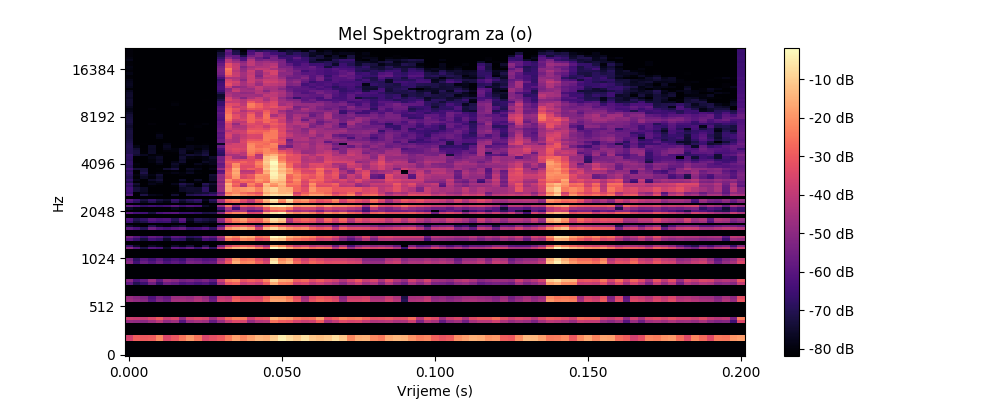 Mel Spektrogram za (o)
16384
8192
4096
2048
1024
512
0
Hz
0.000 0.050 0.100 0.150 0.200
Vrijeme (s)
-10 dB
-20 dB
-30 dB
-40 dB
-50 dB
-60 dB
-70 dB
-80 dB